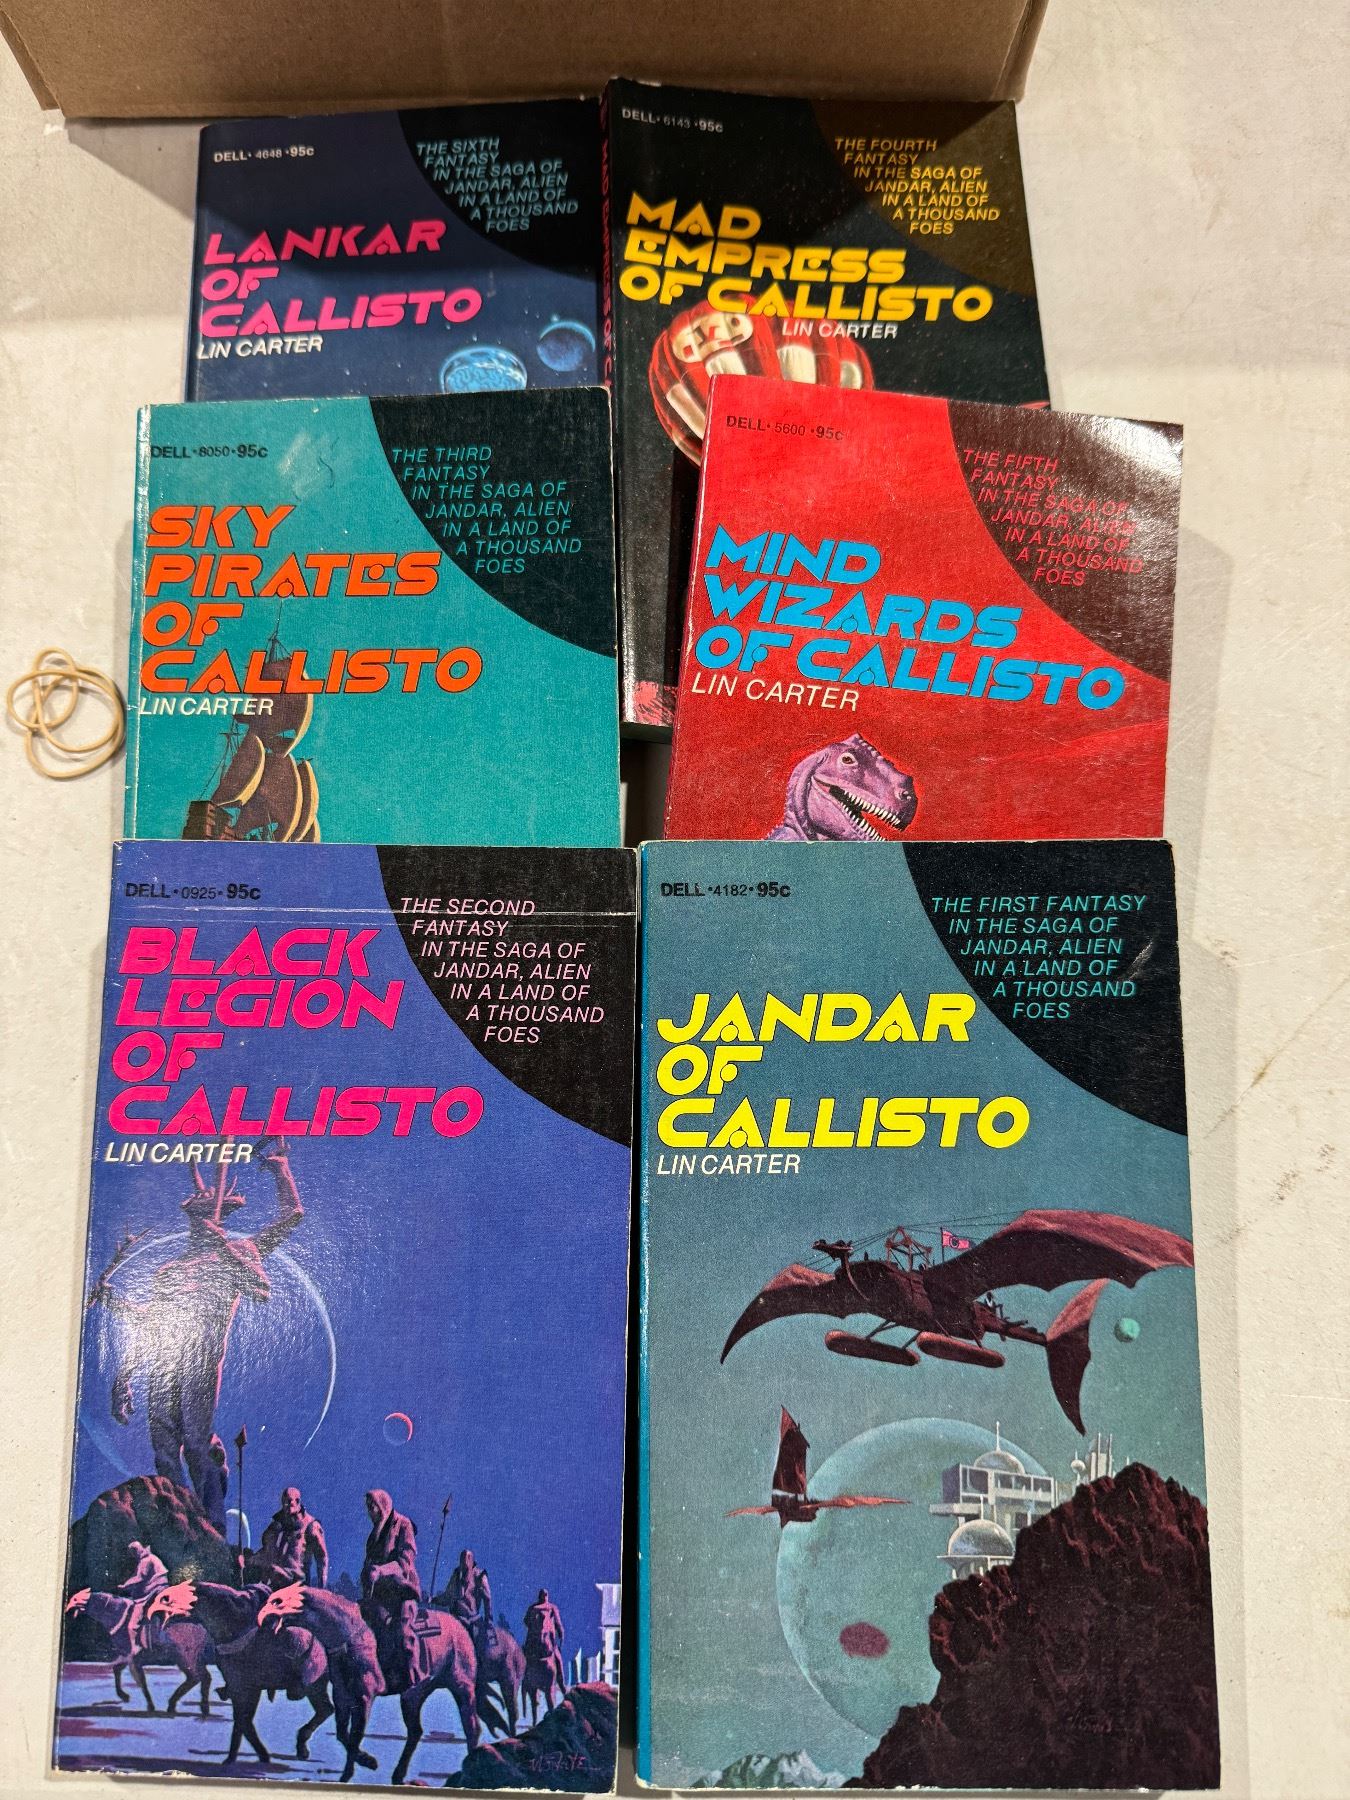 DELL • 4648 • 95c
THE SIXTH
FANTASY
IN THE SAGA OF
JANDAR, ALIEN
IN A LAND OF
A THOUSAND
FOES
LANKAR
OF
CALLISTO
LIN CARTER
DELL • 6143 • 95c
THE FOURTH
FANTASY
IN THE SAGA OF
JANDAR, ALIEN
IN A LAND OF
A THOUSAND
FOES
MAD
EMPRESS
OF CALLISTO
LIN CARTER
DELL • 8050 • 95c
THE THIRD
FANTASY
IN THE SAGA OF
JANDAR, ALIEN
IN A LAND OF
A THOUSAND
FOES
SKY
PIRATES
OF
CALLISTO
LIN CARTER
DELL • 5600 • 95c
THE FIFTH
FANTASY
IN THE SAGA OF
JANDAR, ALIEN
IN A LAND OF
A THOUSAND
FOES
MIND
WIZARDS
OF CALLISTO
LIN CARTER
DELL • 0925 • 95c
THE SECOND
FANTASY
IN THE SAGA OF
JANDAR, ALIEN
IN A LAND OF
A THOUSAND
FOES
BLACK
LEGION
OF
CALLISTO
LIN CARTER
DELL • 4182 • 95c
THE FIRST FANTASY
IN THE SAGA OF
JANDAR, ALIEN
IN A LAND OF
A THOUSAND
FOES
JANDAR
OF
CALLISTO
LIN CARTER